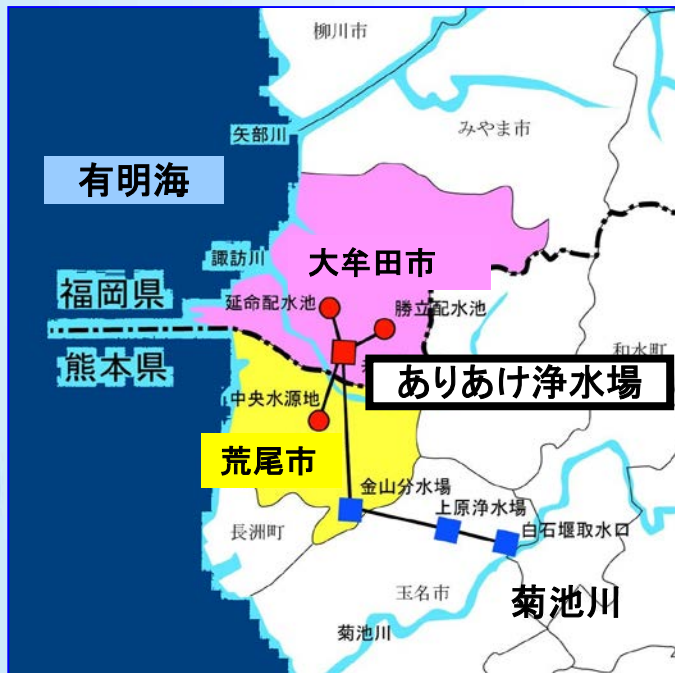 柳川市
みやま市
矢部川
有明海
諏訪川
大牟田市
福岡県
延命配水池
勝立配水池
熊本県
和水町
ありあけ浄水場
中央水源地
荒尾市
金山分水場
上原浄水場
白石堰取水口
長洲町
玉名市
菊池川
菊池川